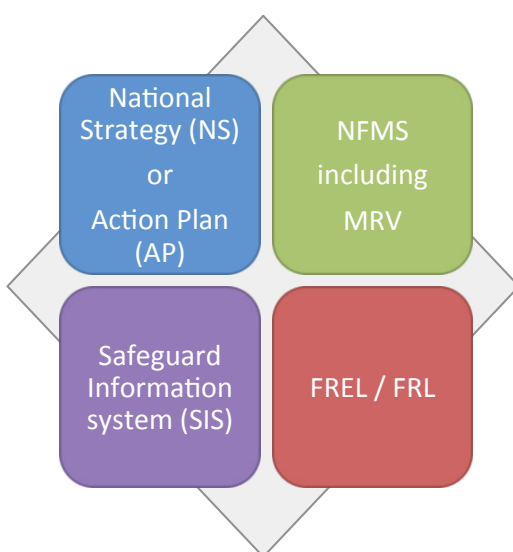 National
Strategy (NS)
or
Action Plan
(AP)
NFMS
including
MRV
Safeguard
Information
system (SIS)
FREL / FRL